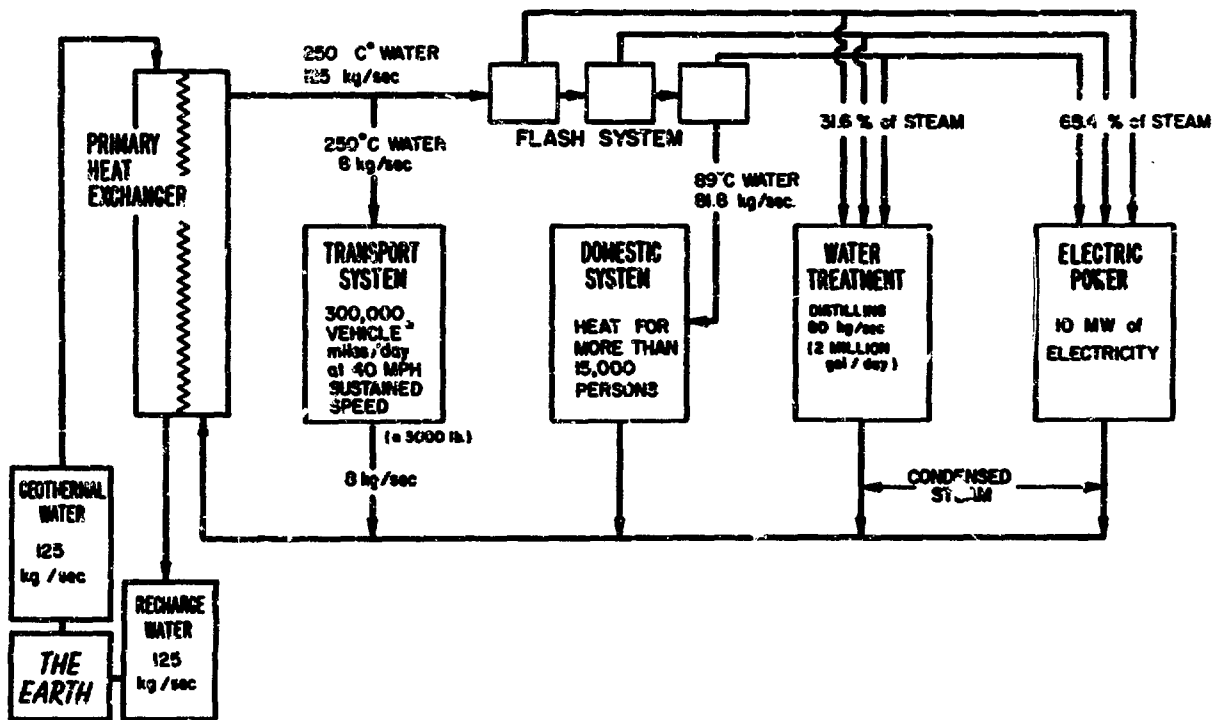 250 C° WATER
125 kg/sec
PRIMARY
HEAT
EXCHANGER
250°C WATER
8 kg/sec
FLASH SYSTEM
89°C WATER
81.8 kg/sec.
31.6 % of STEAM
68.4 % of STEAM
TRANSPORT
SYSTEM
300,000
VEHICLE
miles/day
at 40 MPH
SUSTAINED
SPEED
(a 3000 lb.)
8 kg/sec
DOMESTIC
SYSTEM
HEAT FOR
MORE THAN
15,000
PERSONS
WATER
TREATMENT
DISTILLING
(2 MILLION
gal/day)
kg/sec
ELECTRIC
POWER
10 MW of
ELECTRICITY
CONDENSED
STEAM
GEOTHERMAL
WATER
125
kg/sec
RECHARGE
WATER
125
kg/sec
THE
EARTH